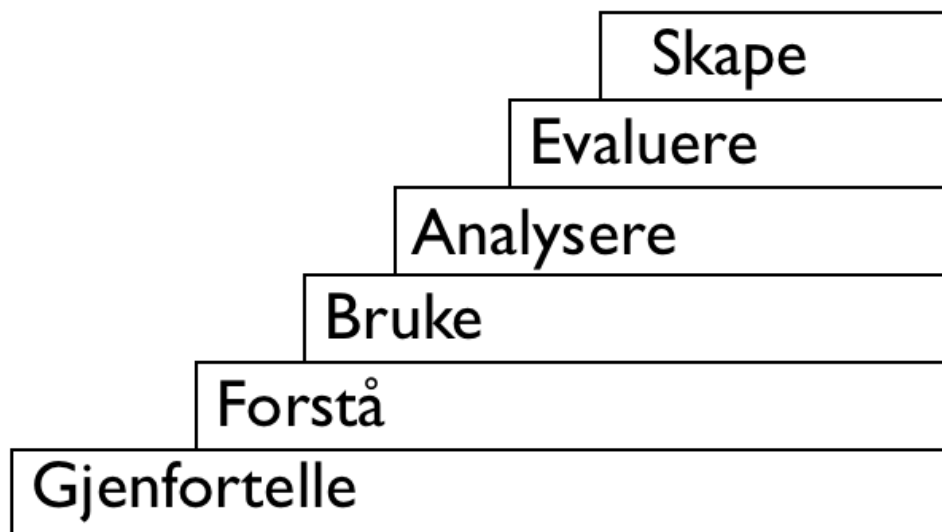 Skape
Evaluere
Analysere
Bruke
Forstå
Gjenfortelle